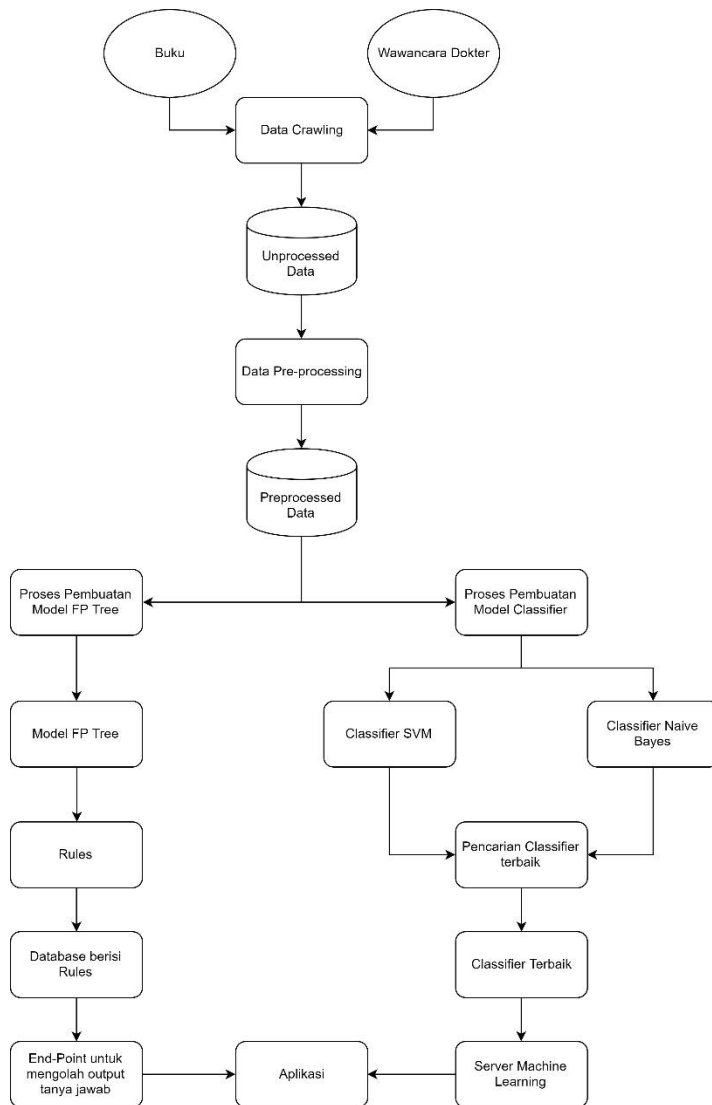 Buku
Wawancara Dokter
Data Crawling
Unprocessed
Data
Data Pre-processing
Preprocessed
Data
Proses Pembuatan
Model FP Tree
Proses Pembuatan
Model Classifier
Model FP Tree
Classifier SVM
Classifier Naive
Bayes
Rules
Pencarian Classifier
terbaik
Database berisi
Rules
Classifier Terbaik
End-Point untuk
mengolah output
tanya jawab
Aplikasi
Server Machine
Learning